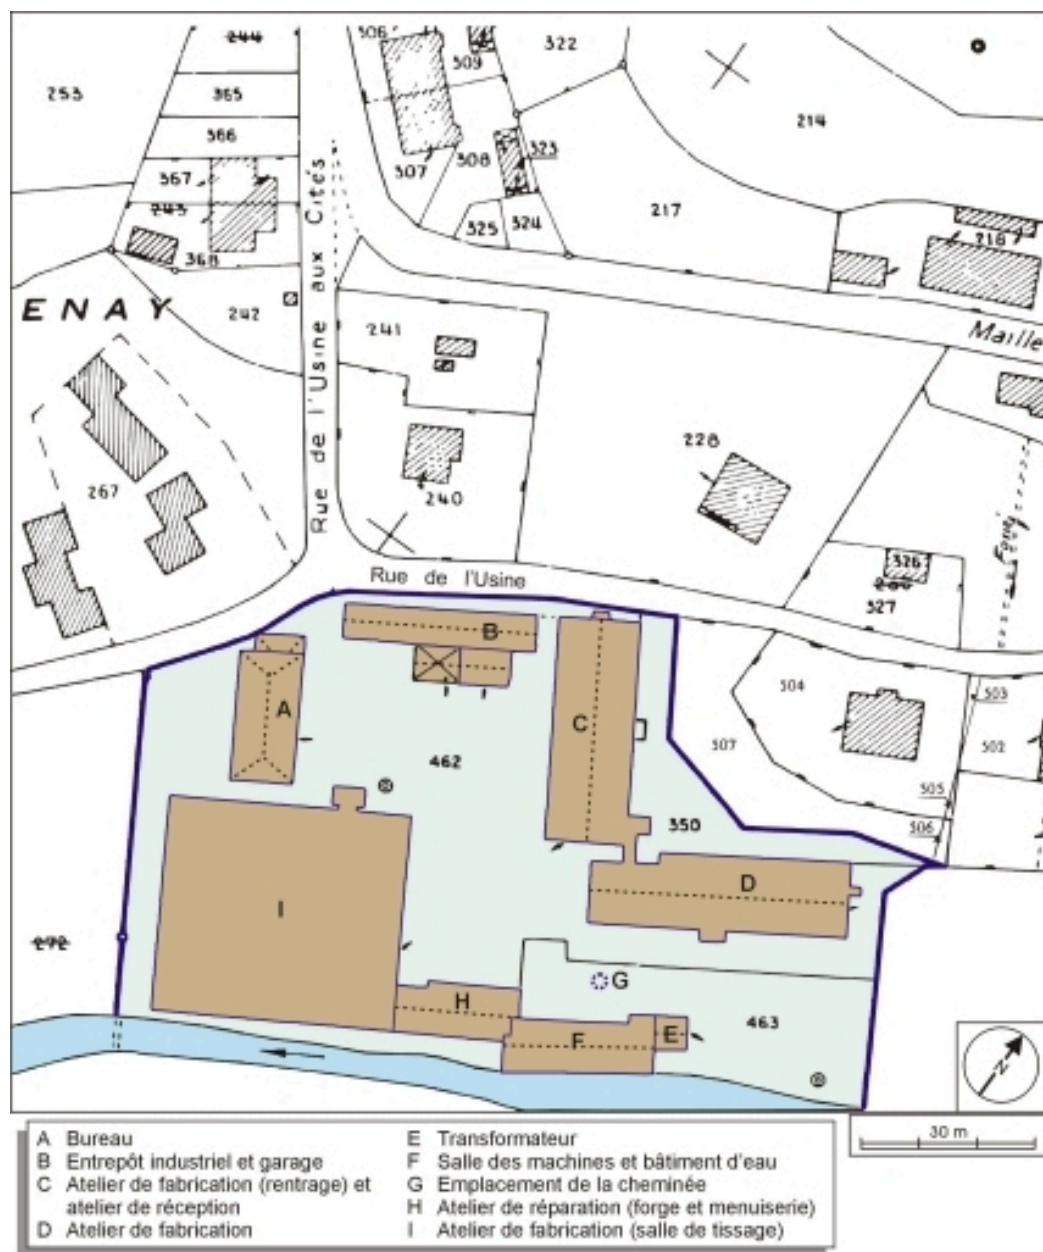 244
253
365
366
367
243
368
306
309
322
307
308
323
325
324
217
214
218
ENAY
242
241
Maille
Rue de l'Usine aux Cités
267
240
228
Fossé
326
327
Rue de l'Usine
B
A
C
504
503
507
502
462
505
350
506
D
I
272
G
H
463
F
E
N
30 m
A Bureau
B Entrepôt industriel et garage
C Atelier de fabrication (rentrage) et
atelier de réception
D Atelier de fabrication
E Transformateur
F Salle des machines et bâtiment d'eau
G Emplacement de la cheminée
H Atelier de réparation (forge et menuiserie)
I Atelier de fabrication (salle de tissage)